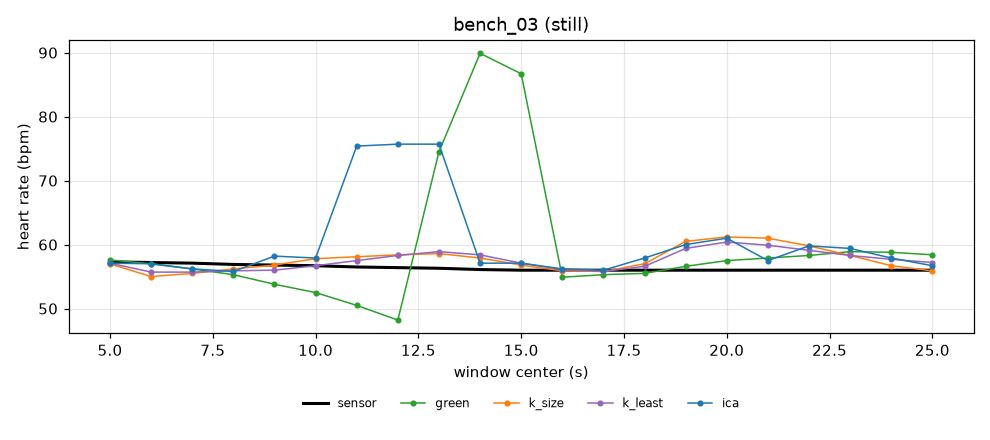 bench_03 (still)
heart rate (bpm)
90
80
70
60
50
5.0 7.5 10.0 12.5 15.0 17.5 20.0 22.5 25.0
window center (s)
sensor green k_size k_least ica